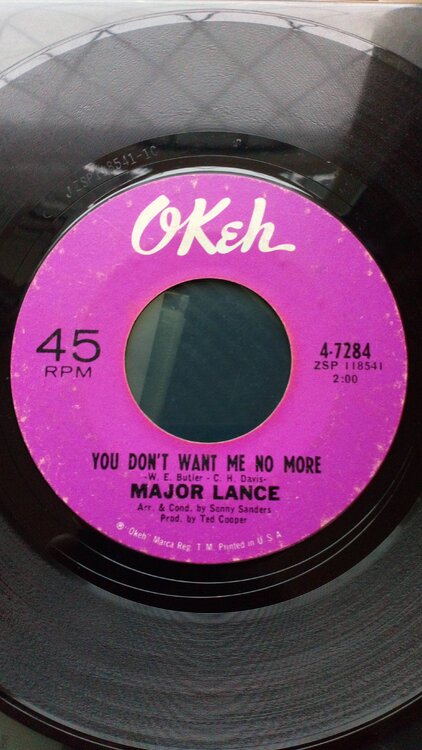 OKeh
45
RPM
4-7284
ZSP 118541
2:00
YOU DON'T WANT ME NO MORE
-W. E. Butler - C. H. Davis-
MAJOR LANCE
Arr. & Cond. by Sonny Sanders
Prod. by Ted Cooper
® "Okeh" Marca Reg. T. M. Printed in U S A